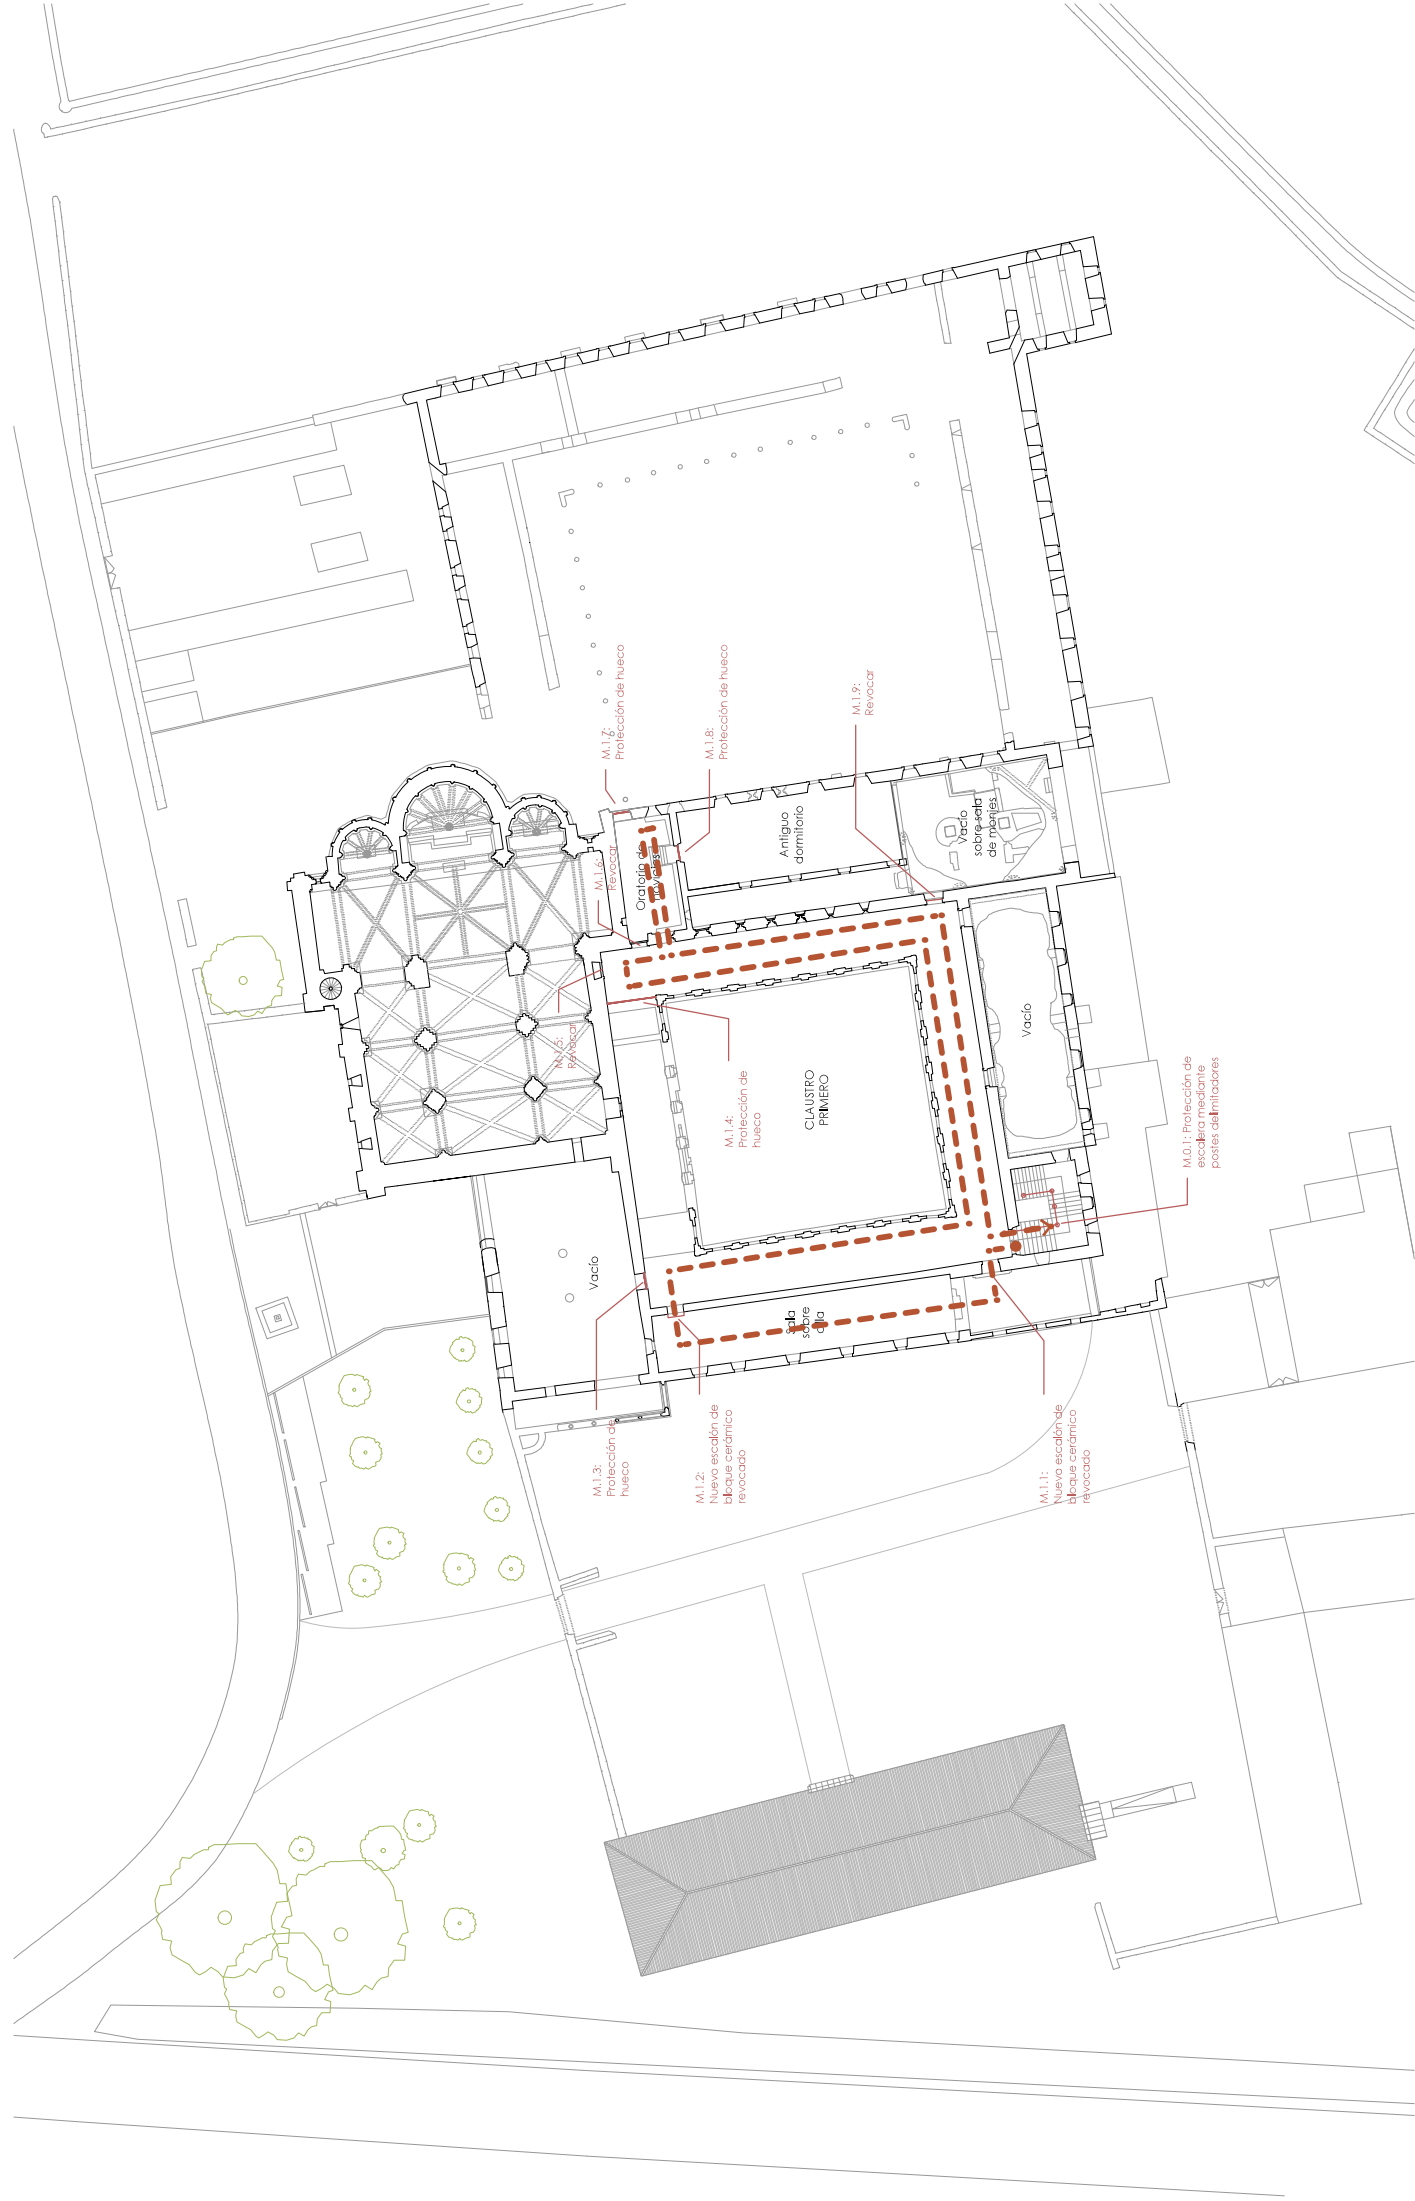 M.1.7:
Protección de hueco
M.1.8:
Protección de hueco
M.1.9:
Revocar
M.1.6:
Revocar
Oratorio de
novicios
Antiguo
dormitorio
Vacío
sobre sala
de monjes
M.1.5:
Revocar
M.1.4:
Protección de
hueco
CLAUSTRO
PRIMERO
Vacío
M.0.1: Protección de
escalera mediante
postes delimitadores
Vacío
Sala
sobre
cilla
M.1.3:
Protección de
hueco
M.1.2:
Nuevo escalón de
bloque cerámico
revocado
M.1.1:
Nuevo escalón de
bloque cerámico
revocado